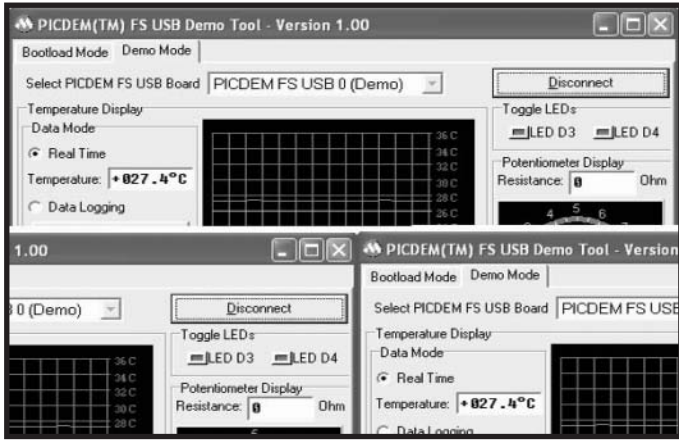 PICDEM(TM) FS USB Demo Tool - Version 1.00
Bootload Mode Demo Mode
Select PICDEM FS USB Board PICDEM FS USB 0 (Demo) Disconnect
Temperature Display
Toggle LEDs
Data Mode
LED D3 LED D4
Real Time
Temperature: +027.4°C
Data Logging
36 C
34 C
32 C
30 C
28 C
26 C
Potentiometer Display
Resistance: 0 Ohm
4 5 6
1.00
0 (Demo) Disconnect
Toggle LEDs
LED D3 LED D4
36 C
34 C
32 C
30 C
28 C
Potentiometer Display
Resistance: 0 Ohm
PICDEM(TM) FS USB Demo Tool - Version
Bootload Mode Demo Mode
Select PICDEM FS USB Board PICDEM FS USB
Temperature Display
Data Mode
Real Time
Temperature: +027.4°C
Data Logging